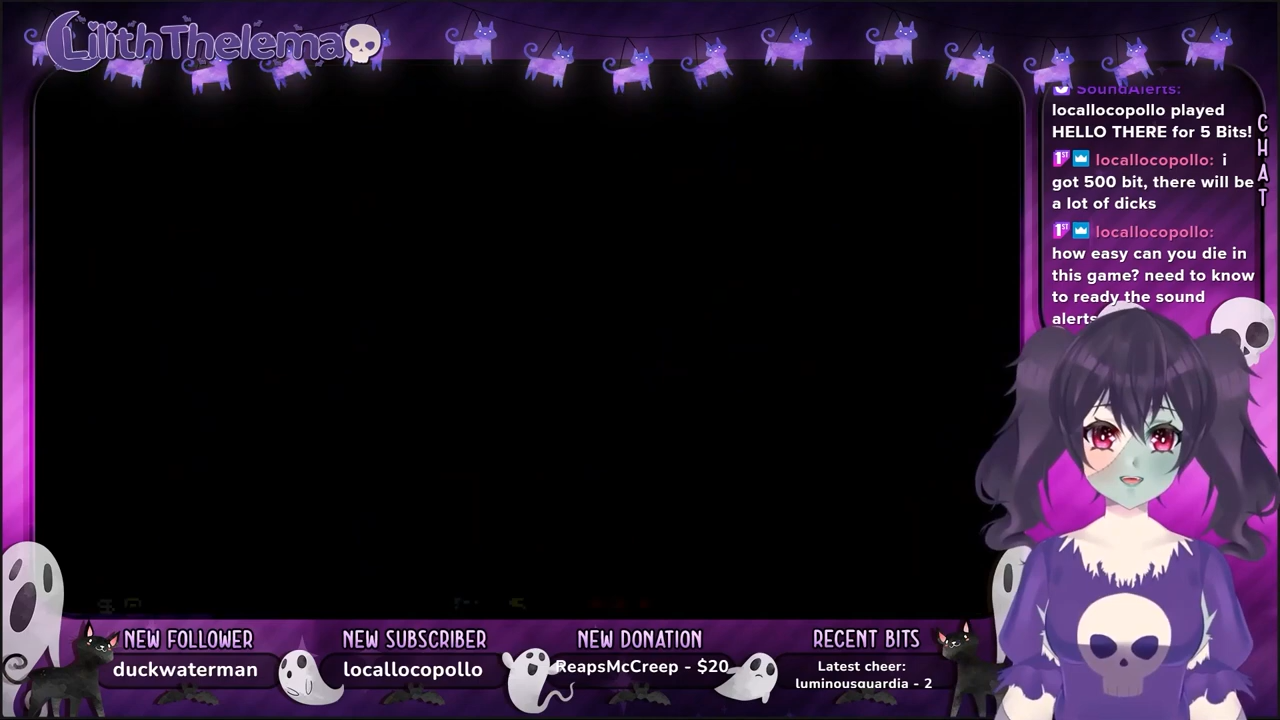 LilithThelema
SoundAlerts:
locallocopollo played
HELLO THERE for 5 Bits!
locallocopollo: i
got 500 bit, there will be
a lot of dicks
locallocopollo:
how easy can you die in
this game? need to know
to ready the sound
alerts
CHAT
NEW FOLLOWER
duckwaterman
NEW SUBSCRIBER
locallocopollo
NEW DONATION
ReapsMcCreep - $20
RECENT BITS
Latest cheer:
luminousguardia - 2